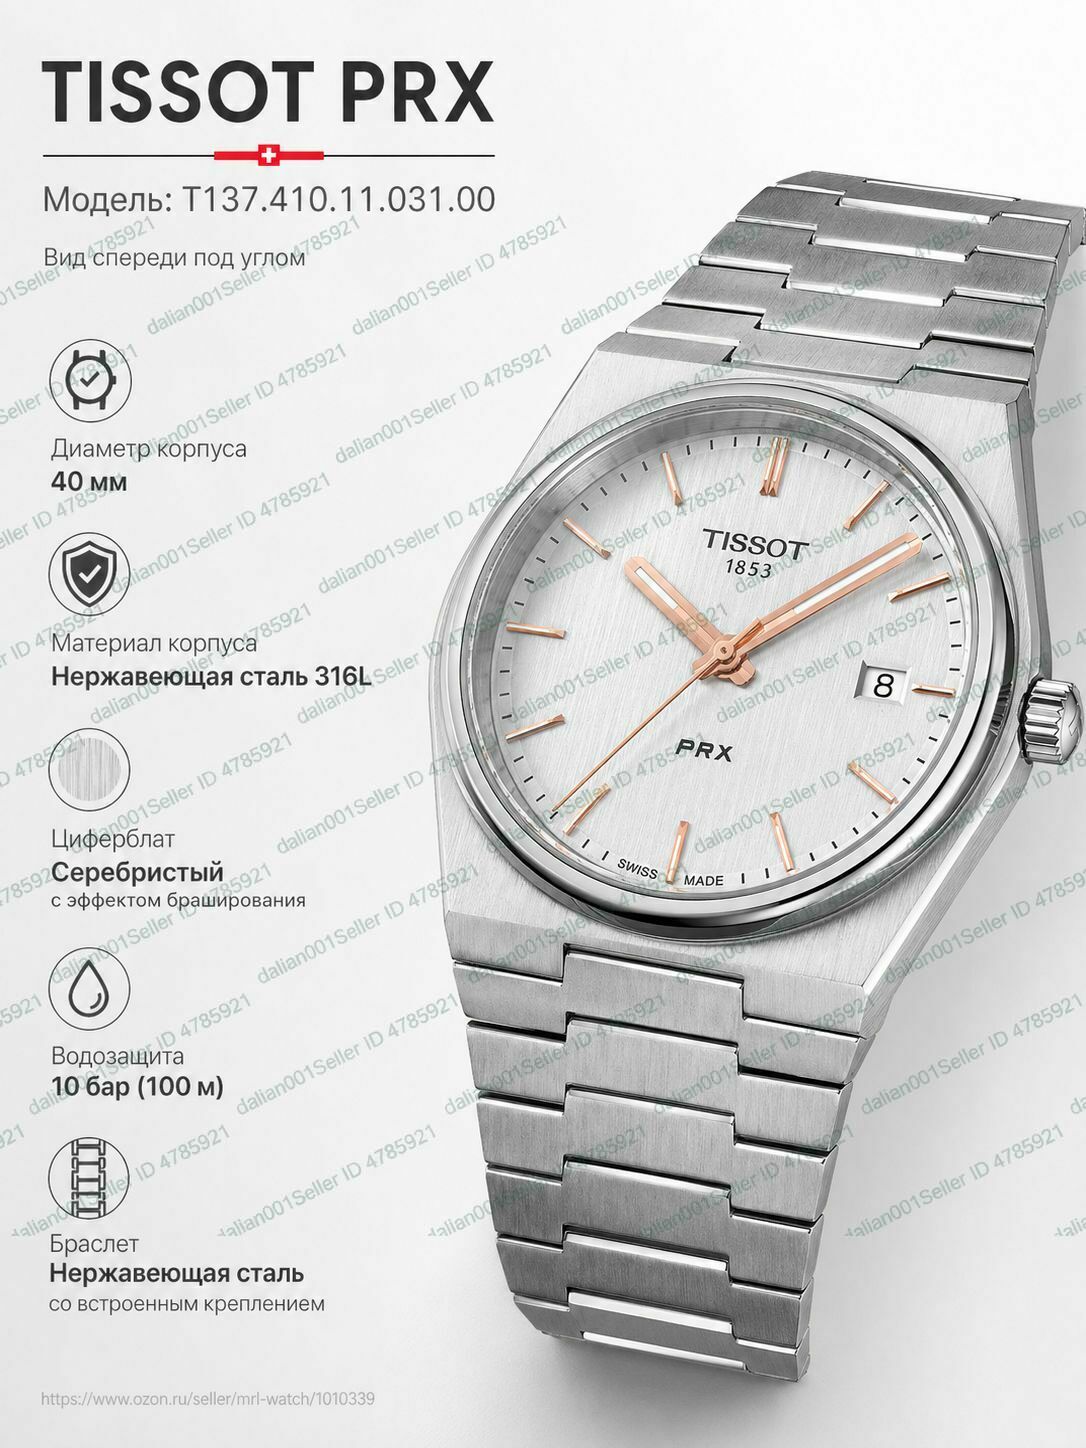 TISSOT PRX
Модель: T137.410.11.031.00
Вид спереди под углом
Диаметр корпуса
40 мм
Материал корпуса
Нержавеющая сталь 316L
Циферблат
Серебристый
с эффектом браширования
Водозащита
10 бар (100 м)
Браслет
Нержавеющая сталь
со встроенным креплением
https://www.ozon.ru/seller/mrl-watch/1010339
TISSOT
1853
8
PRX
SWISS MADE
dalian001Seller ID 4785921